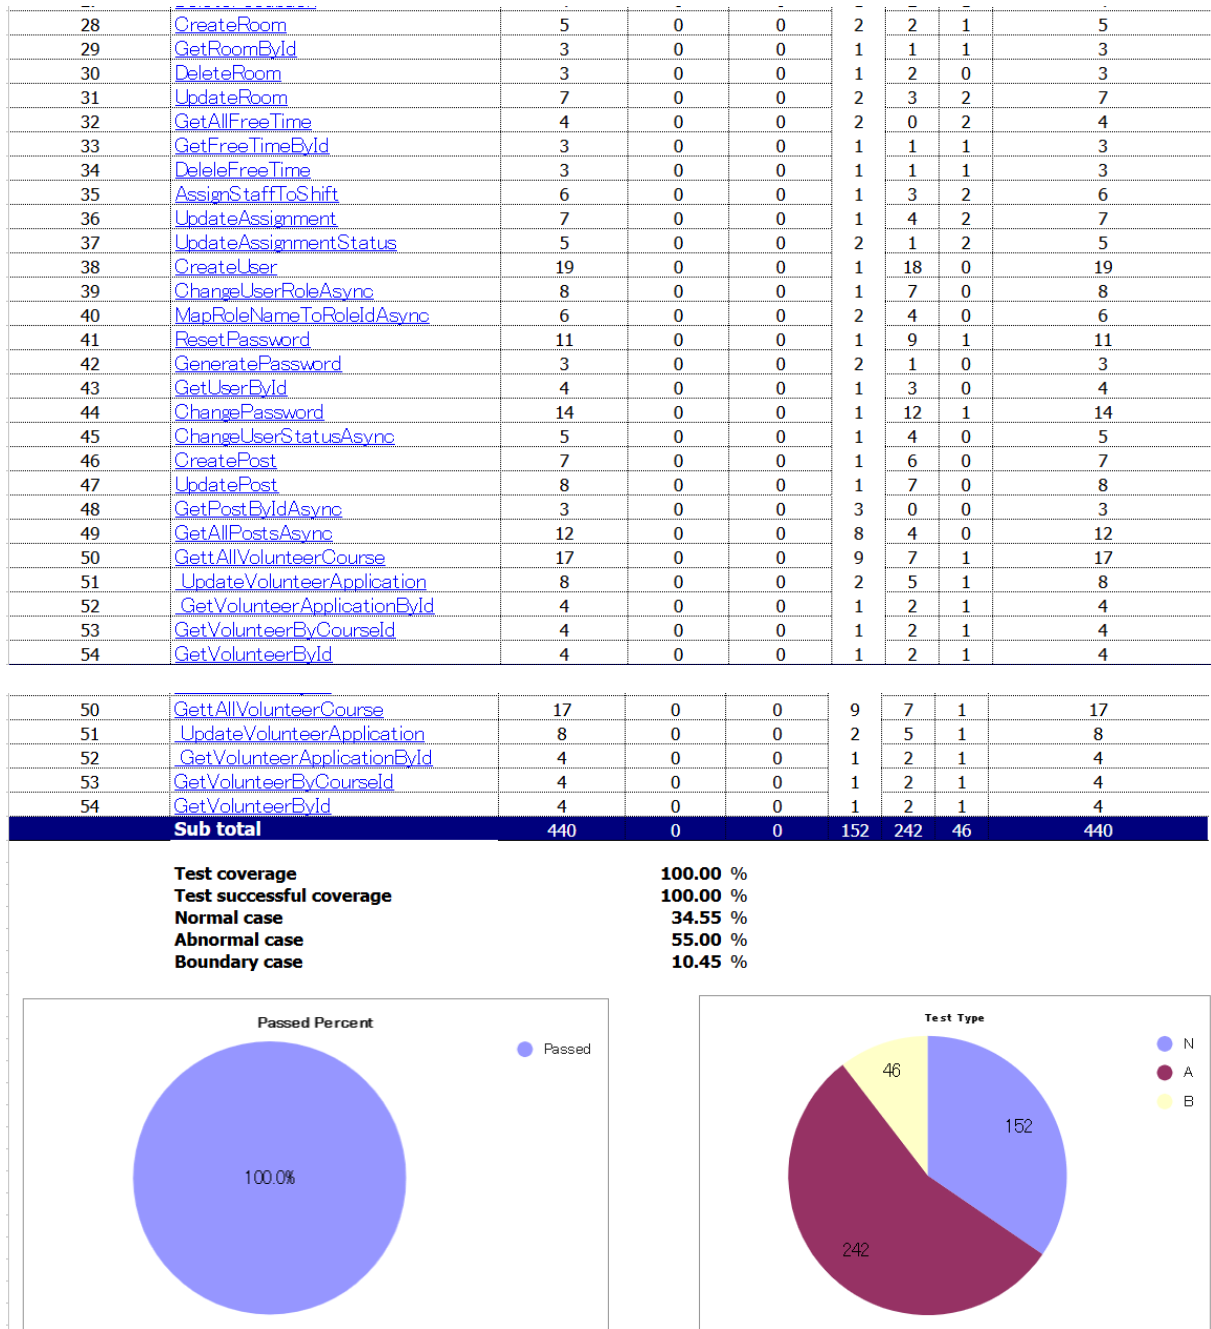 28 CreateRoom 5 0 0 2 2 1 5
29 GetRoomById 3 0 0 1 1 1 3
30 DeleteRoom 3 0 0 1 2 0 3
31 UpdateRoom 7 0 0 2 3 2 7
32 GetAllFreeTime 4 0 0 2 0 2 4
33 GetFreeTimeById 3 0 0 1 1 1 3
34 DeleleFreeTime 3 0 0 1 1 1 3
35 AssignStaffToShift 6 0 0 1 3 2 6
36 UpdateAssignment 7 0 0 1 4 2 7
37 UpdateAssignmentStatus 5 0 0 2 1 2 5
38 CreateUser 19 0 0 1 18 0 19
39 ChangeUserRoleAsync 8 0 0 1 7 0 8
40 MapRoleNameToRoleIdAsync 6 0 0 2 4 0 6
41 ResetPassword 11 0 0 1 9 1 11
42 GeneratePassword 3 0 0 2 1 0 3
43 GetUserById 4 0 0 1 3 0 4
44 ChangePassword 14 0 0 1 12 1 14
45 ChangeUserStatusAsync 5 0 0 1 4 0 5
46 CreatePost 7 0 0 1 6 0 7
47 UpdatePost 8 0 0 1 7 0 8
48 GetPostByIdAsync 3 0 0 3 0 0 3
49 GetAllPostsAsync 12 0 0 8 4 0 12
50 GettAllVolunteerCourse 17 0 0 9 7 1 17
51 UpdateVolunteerApplication 8 0 0 2 5 1 8
52 GetVolunteerApplicationById 4 0 0 1 2 1 4
53 GetVolunteerByCourseId 4 0 0 1 2 1 4
54 GetVolunteerById 4 0 0 1 2 1 4
50 GettAllVolunteerCourse 17 0 0 9 7 1 17
51 UpdateVolunteerApplication 8 0 0 2 5 1 8
52 GetVolunteerApplicationById 4 0 0 1 2 1 4
53 GetVolunteerByCourseId 4 0 0 1 2 1 4
54 GetVolunteerById 4 0 0 1 2 1 4
Sub total 440 0 0 152 242 46 440
Test coverage 100.00 %
Test successful coverage 100.00 %
Normal case 34.55 %
Abnormal case 55.00 %
Boundary case 10.45 %
Passed Percent
Passed
100.0%
Test Type
N
A
B
46
152
242